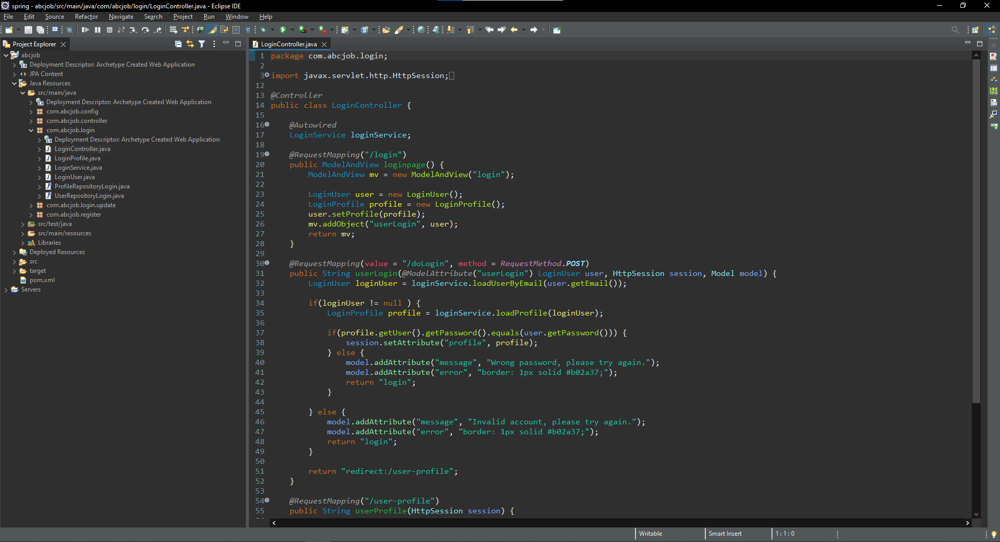 spring - abcjob/src/main/java/com/abcjob/login/LoginController.java - Eclipse IDE
File Edit Source Refactor Navigate Search Project Run Window Help
Project Explorer
LoginController.java
abcjob
Deployment Descriptor: Archetype Created Web Application
JPA Content
Java Resources
src/main/java
Deployment Descriptor: Archetype Created Web Application
com.abcjob.config
com.abcjob.controller
com.abcjob.login
Deployment Descriptor: Archetype Created Web Application
LoginController.java
LoginProfile.java
LoginService.java
LoginUser.java
ProfileRepositoryLogin.java
UserRepositoryLogin.java
com.abcjob.login.update
com.abcjob.register
src/test/java
src/main/resources
Libraries
Deployed Resources
src
target
pom.xml
Servers
1 package com.abcjob.login;
2
3 import javax.servlet.http.HttpSession;
12
13 @Controller
14 public class LoginController {
15
16 @Autowired
17 LoginService loginService;
18
19 @RequestMapping("/login")
20 public ModelAndView loginpage() {
21 ModelAndView mv = new ModelAndView("login");
22
23 LoginUser user = new LoginUser();
24 LoginProfile profile = new LoginProfile();
25 user.setProfile(profile);
26 mv.addObject("userLogin", user);
27 return mv;
28 }
29
30 @RequestMapping(value = "/doLogin", method = RequestMethod.POST)
31 public String userLogin(@ModelAttribute("userLogin") LoginUser user, HttpSession session, Model model) {
32 LoginUser loginUser = loginService.loadUserByEmail(user.getEmail());
33
34 if(loginUser != null ) {
35 LoginProfile profile = loginService.loadProfile(loginUser);
36
37 if(profile.getUser().getPassword().equals(user.getPassword())) {
38 session.setAttribute("profile", profile);
39 } else {
40 model.addAttribute("message", "Wrong password, please try again.");
41 model.addAttribute("error", "border: 1px solid #b02a37;");
42 return "login";
43 }
44
45 } else {
46 model.addAttribute("message", "Invalid account, please try again.");
47 model.addAttribute("error", "border: 1px solid #b02a37;");
48 return "login";
49 }
50
51 return "redirect:/user-profile";
52 }
53
54 @RequestMapping("/user-profile")
55 public String userProfile(HttpSession session) {
Writable Smart Insert 1 : 1 : 0